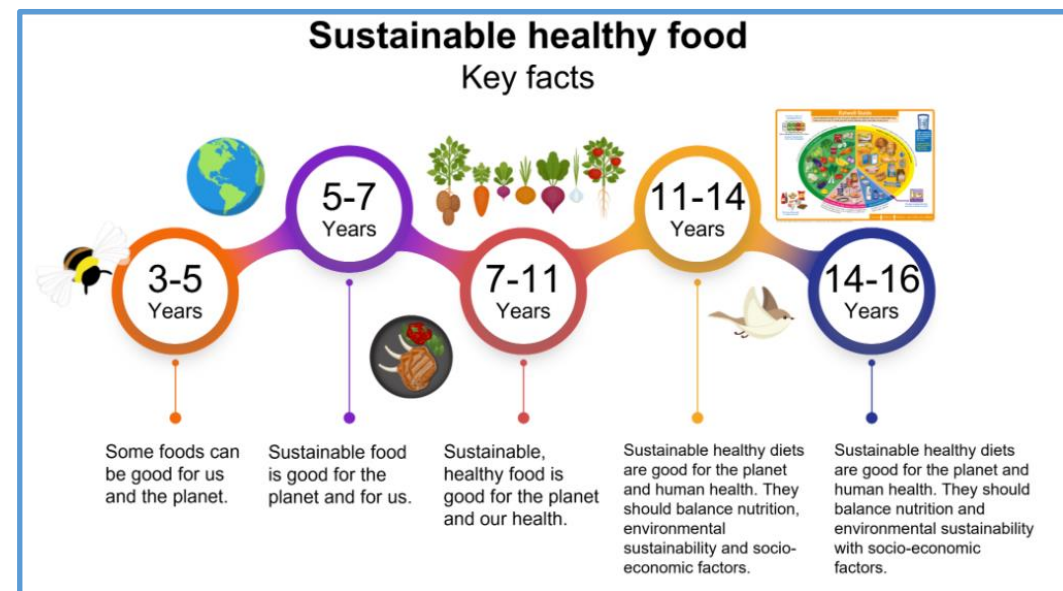 Sustainable healthy food
Key facts
3-5
Years
5-7
Years
7-11
Years
11-14
Years
14-16
Years
Some foods can
be good for us
and the planet.
Sustainable food
is good for the
planet and for us.
Sustainable,
healthy food is
good for the planet
and our health.
Sustainable healthy diets
are good for the planet
and human health. They
should balance nutrition,
environmental
sustainability and socio-
economic factors.
Sustainable healthy diets
are good for the planet and
human health. They should
balance nutrition and
environmental sustainability
with socio-economic
factors.